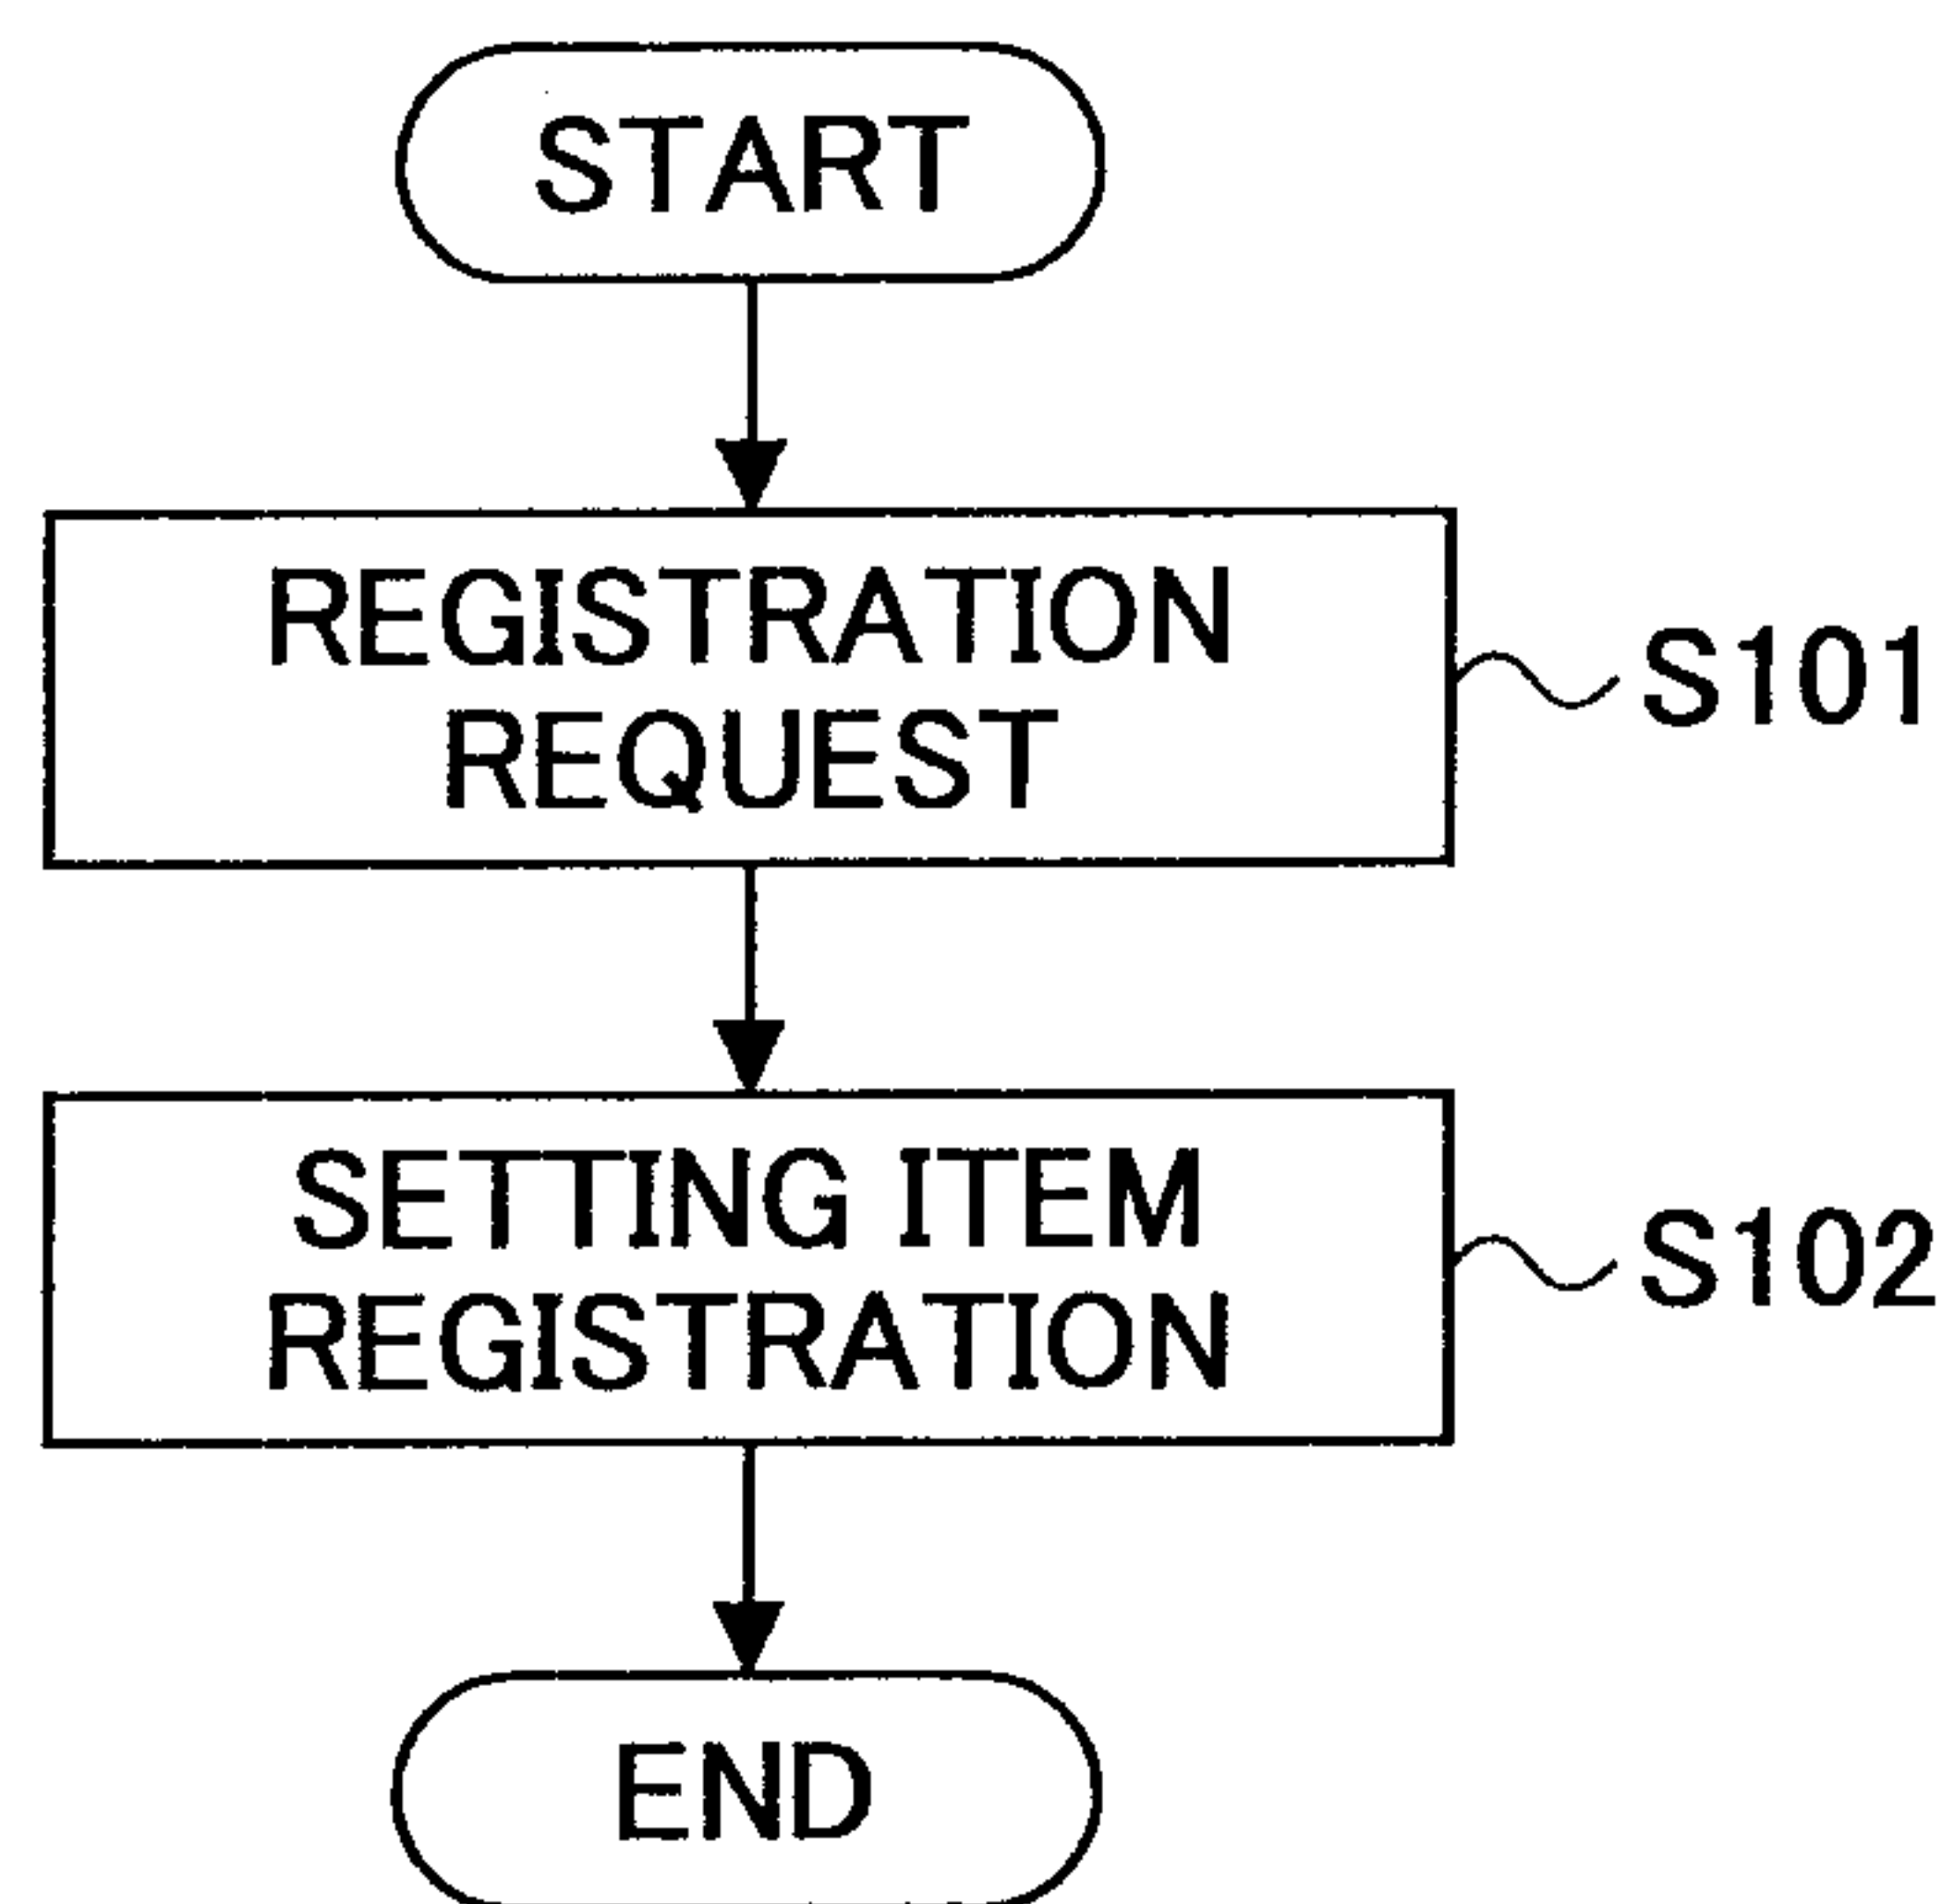 START
REGISTRATION
REQUEST
S101
SETTING ITEM
REGISTRATION
S102
END